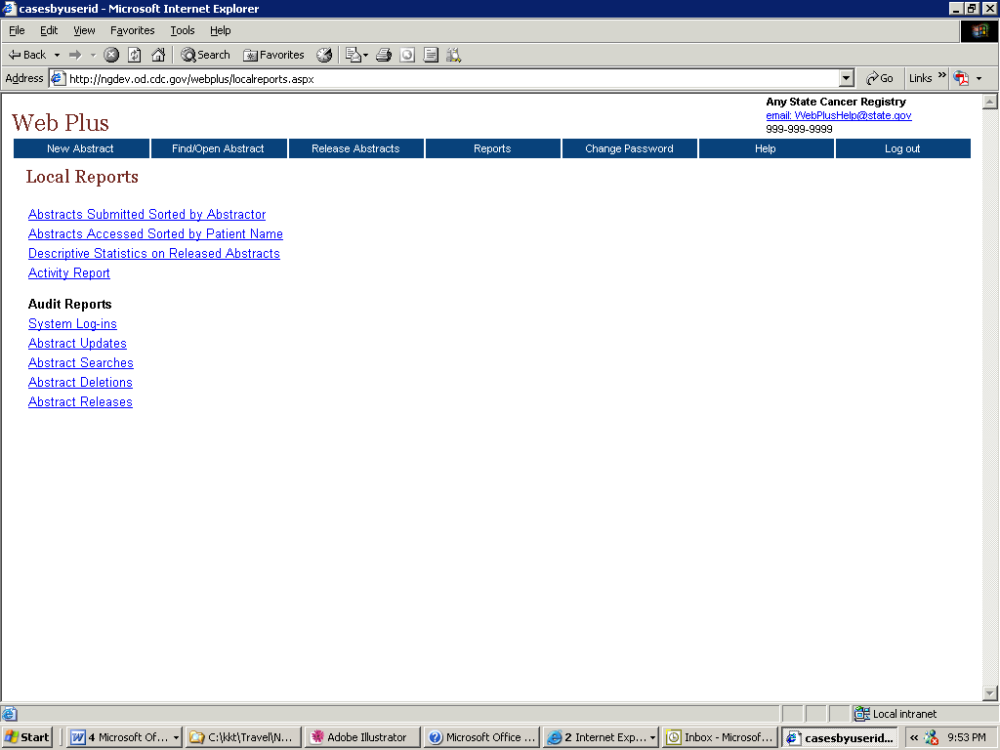 casesbyuserid - Microsoft Internet Explorer
File Edit View Favorites Tools Help
Back Search Favorites
Address http://ngdev.od.cdc.gov/webplus/localreports.aspx Go Links »
Any State Cancer Registry
email: WebPlusHelp@state.gov
999-999-9999
Web Plus
New Abstract Find/Open Abstract Release Abstracts Reports Change Password Help Log out
Local Reports
Abstracts Submitted Sorted by Abstractor
Abstracts Accessed Sorted by Patient Name
Descriptive Statistics on Released Abstracts
Activity Report
Audit Reports
System Log-ins
Abstract Updates
Abstract Searches
Abstract Deletions
Abstract Releases
Local intranet
Start 4 Microsoft Of... C:\kkt\Travel\N... Adobe Illustrator Microsoft Office ... 2 Internet Exp... Inbox - Microsof... casesbyuserid... « 9:53 PM